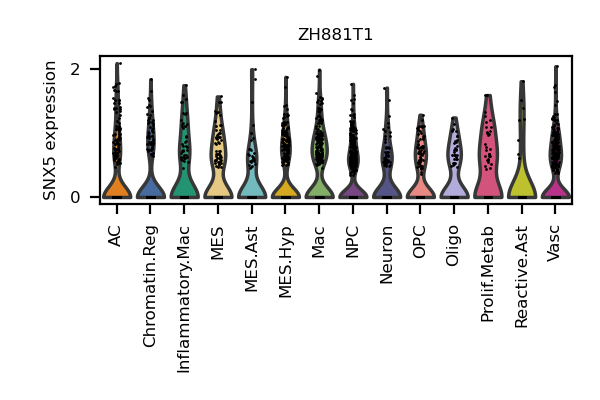 ZH881T1
SNX5 expression
2
0
AC
Chromatin.Reg
Inflammatory.Mac
MES
MES.Ast
MES.Hyp
Mac
NPC
Neuron
OPC
Oligo
Prolif.Metab
Reactive.Ast
Vasc